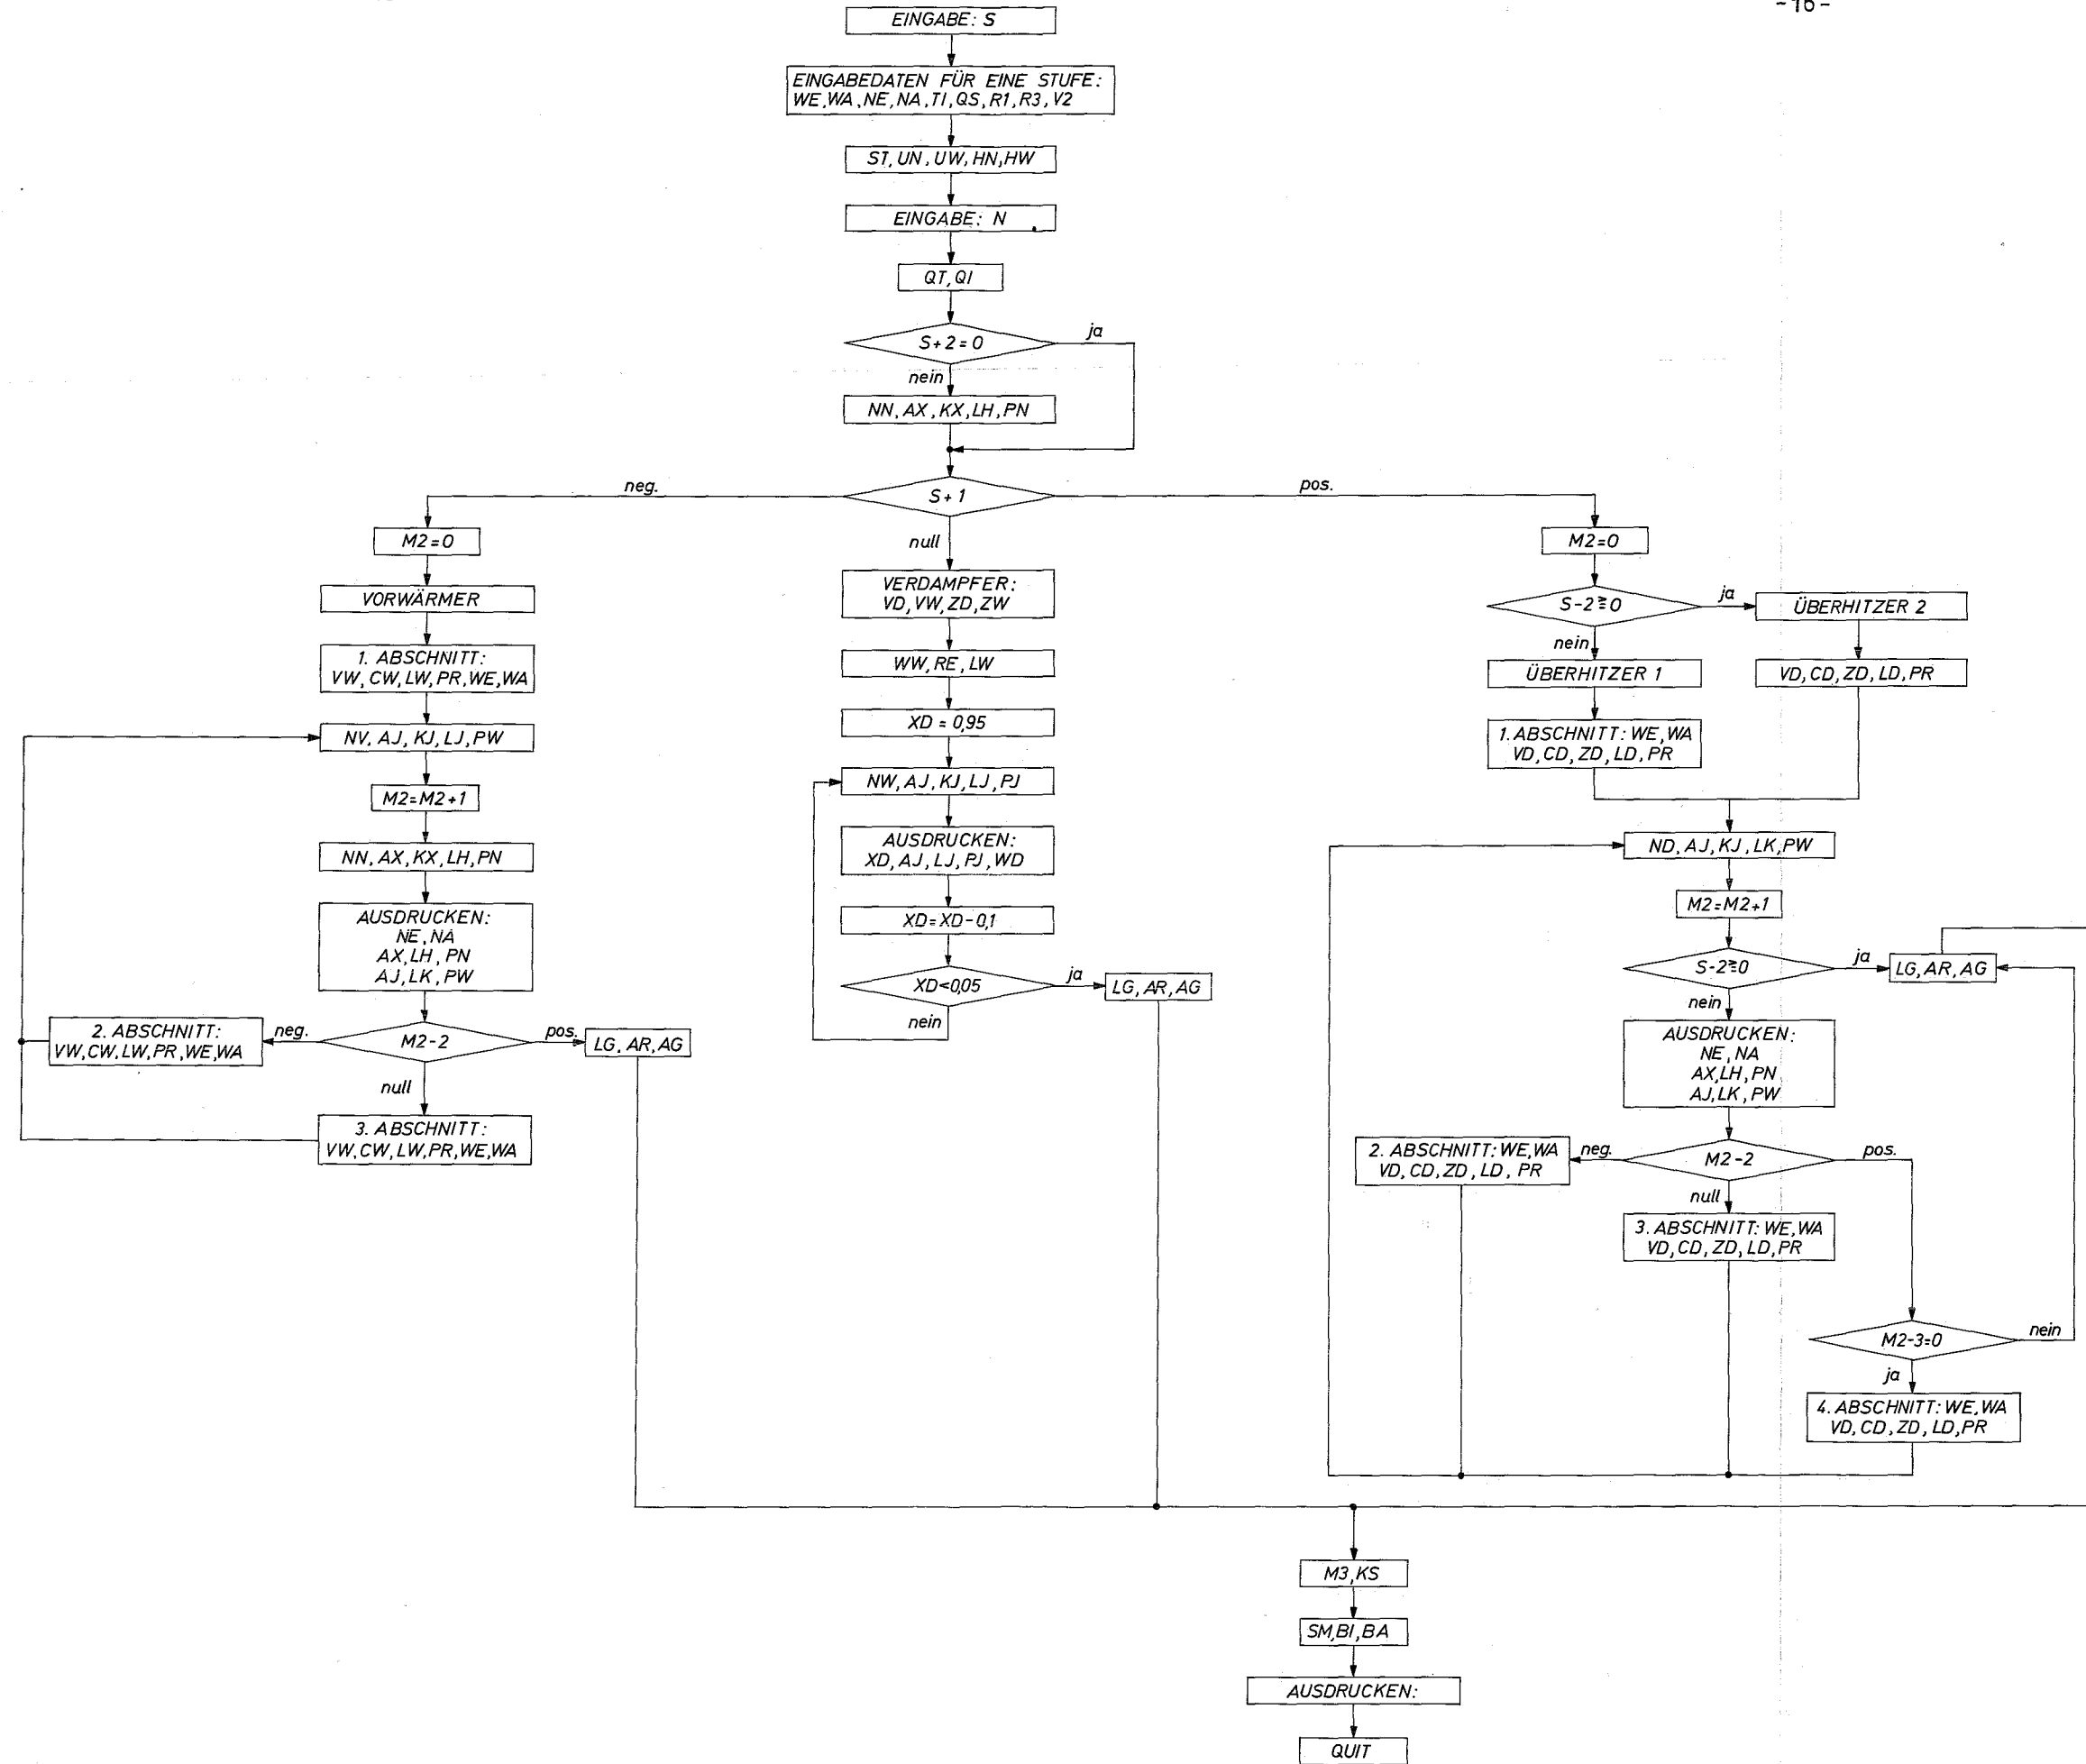 - 16 -
EINGABE: S
EINGABEDATEN FÜR EINE STUFE:
WE, WA, NE, NA, TI, QS, R1, R3, V2
ST, UN, UW, HN, HW
EINGABE: N
QT, QI
S+2=0
ja
nein
NN, AX, KX, LH, PN
S+1
neg.
null
pos.
M2=0
VORWÄRMER
1. ABSCHNITT:
VW, CW, LW, PR, WE, WA
NV, AJ, KJ, LJ, PW
M2=M2+1
NN, AX, KX, LH, PN
AUSDRUCKEN:
NE, NA
AX, LH, PN
AJ, LK, PW
M2-2
neg.
2. ABSCHNITT:
VW, CW, LW, PR, WE, WA
pos.
LG, AR, AG
null
3. ABSCHNITT:
VW, CW, LW, PR, WE, WA
VERDAMPFER:
VD, VW, ZD, ZW
WW, RE, LW
XD = 0,95
NW, AJ, KJ, LJ, PJ
AUSDRUCKEN:
XD, AJ, LJ, PJ, WD
XD=XD-0,1
XD<0,05
ja
LG, AR, AG
nein
M2=0
S-2≧0
ja
ÜBERHITZER 2
VD, CD, ZD, LD, PR
nein
ÜBERHITZER 1
1. ABSCHNITT: WE, WA
VD, CD, ZD, LD, PR
ND, AJ, KJ, LK, PW
M2=M2+1
S-2≧0
ja
LG, AR, AG
nein
AUSDRUCKEN:
NE, NA
AX, LH, PN
AJ, LK, PW
M2-2
neg.
2. ABSCHNITT: WE, WA
VD, CD, ZD, LD, PR
null
3. ABSCHNITT: WE, WA
VD, CD, ZD, LD, PR
pos.
M2-3=0
nein
ja
4. ABSCHNITT: WE, WA
VD, CD, ZD, LD, PR
M3, KS
SM, BI, BA
AUSDRUCKEN:
QUIT